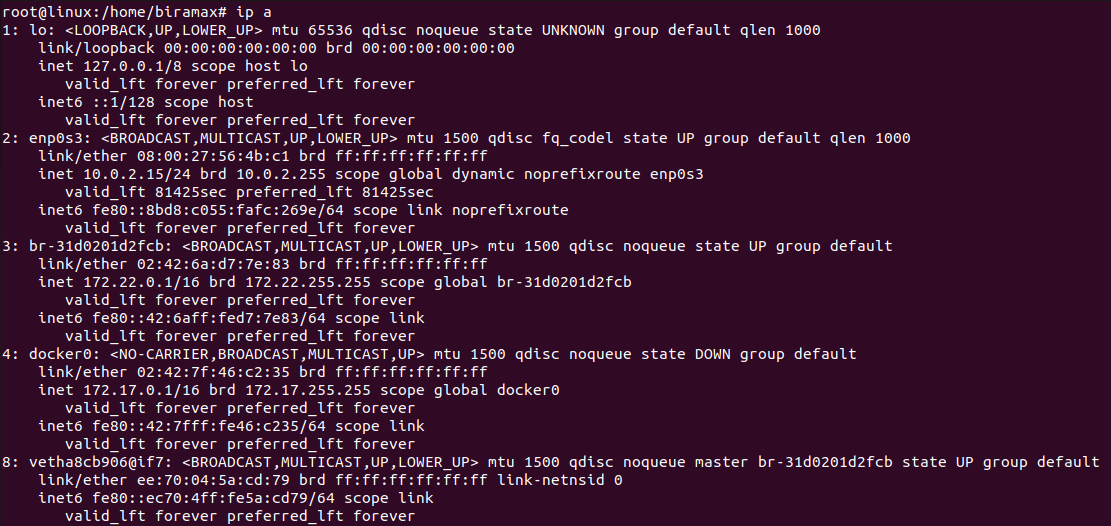 root@linux:/home/biramax# ip a
1: lo: <LOOPBACK,UP,LOWER_UP> mtu 65536 qdisc noqueue state UNKNOWN group default qlen 1000
    link/loopback 00:00:00:00:00:00 brd 00:00:00:00:00:00
    inet 127.0.0.1/8 scope host lo
       valid_lft forever preferred_lft forever
    inet6 ::1/128 scope host
       valid_lft forever preferred_lft forever
2: enp0s3: <BROADCAST,MULTICAST,UP,LOWER_UP> mtu 1500 qdisc fq_codel state UP group default qlen 1000
    link/ether 08:00:27:56:4b:c1 brd ff:ff:ff:ff:ff:ff
    inet 10.0.2.15/24 brd 10.0.2.255 scope global dynamic noprefixroute enp0s3
       valid_lft 81425sec preferred_lft 81425sec
    inet6 fe80::8bd8:c055:fafc:269e/64 scope link noprefixroute
       valid_lft forever preferred_lft forever
3: br-31d0201d2fcb: <BROADCAST,MULTICAST,UP,LOWER_UP> mtu 1500 qdisc noqueue state UP group default
    link/ether 02:42:6a:d7:7e:83 brd ff:ff:ff:ff:ff:ff
    inet 172.22.0.1/16 brd 172.22.255.255 scope global br-31d0201d2fcb
       valid_lft forever preferred_lft forever
    inet6 fe80::42:6aff:fed7:7e83/64 scope link
       valid_lft forever preferred_lft forever
4: docker0: <NO-CARRIER,BROADCAST,MULTICAST,UP> mtu 1500 qdisc noqueue state DOWN group default
    link/ether 02:42:7f:46:c2:35 brd ff:ff:ff:ff:ff:ff
    inet 172.17.0.1/16 brd 172.17.255.255 scope global docker0
       valid_lft forever preferred_lft forever
    inet6 fe80::42:7fff:fe46:c235/64 scope link
       valid_lft forever preferred_lft forever
8: vetha8cb906@if7: <BROADCAST,MULTICAST,UP,LOWER_UP> mtu 1500 qdisc noqueue master br-31d0201d2fcb state UP group default
    link/ether ee:70:04:5a:cd:79 brd ff:ff:ff:ff:ff:ff link-netnsid 0
    inet6 fe80::ec70:4ff:fe5a:cd79/64 scope link
       valid_lft forever preferred_lft forever